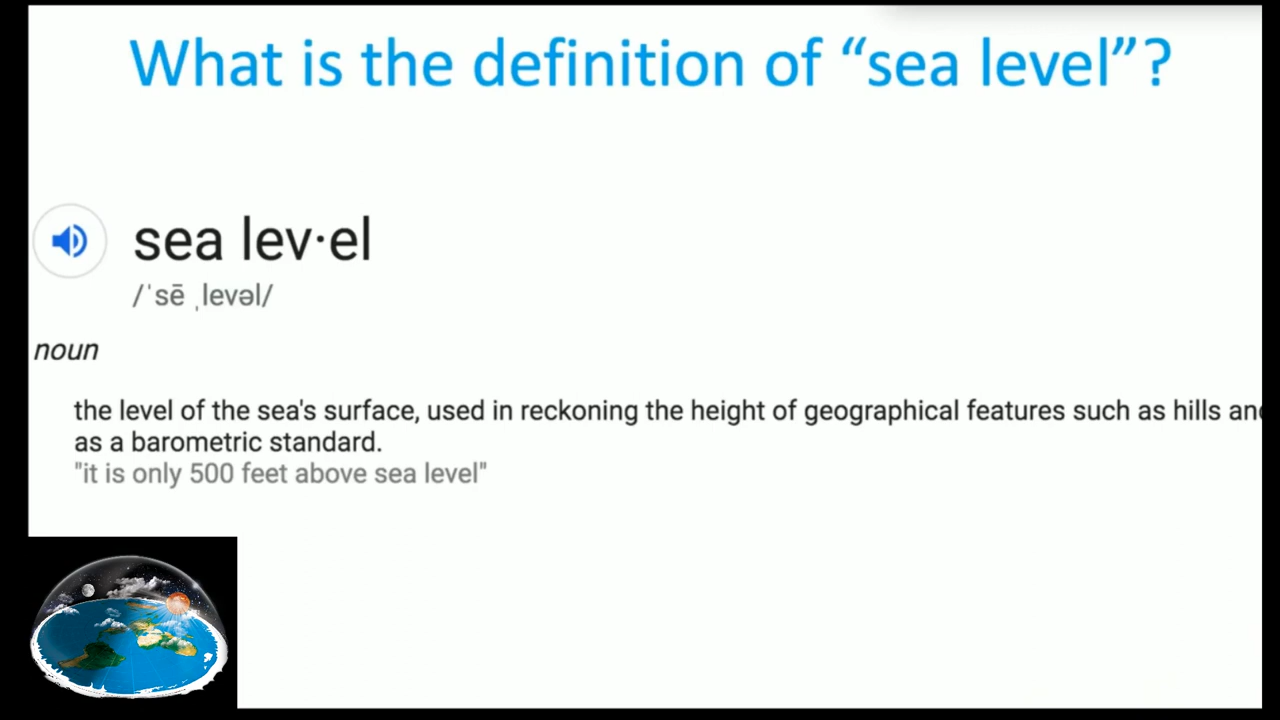 What is the definition of “sea level”?
sea lev·el
/ˈsē ˌlevəl/
noun
the level of the sea's surface, used in reckoning the height of geographical features such as hills
as a barometric standard.
"it is only 500 feet above sea level"